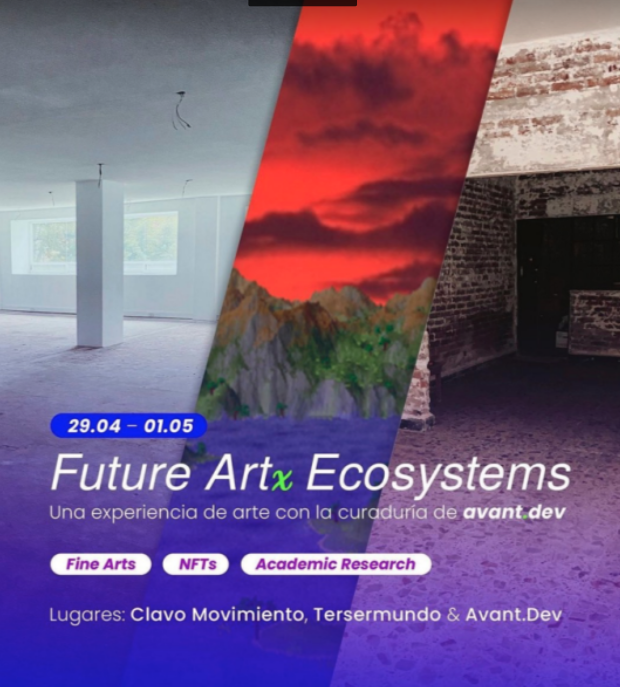 29.04 – 01.05
Future Artx Ecosystems
Una experiencia de arte con la curaduría de avant.dev
Fine Arts NFTs Academic Research
Lugares: Clavo Movimiento, Tersermundo & Avant.Dev